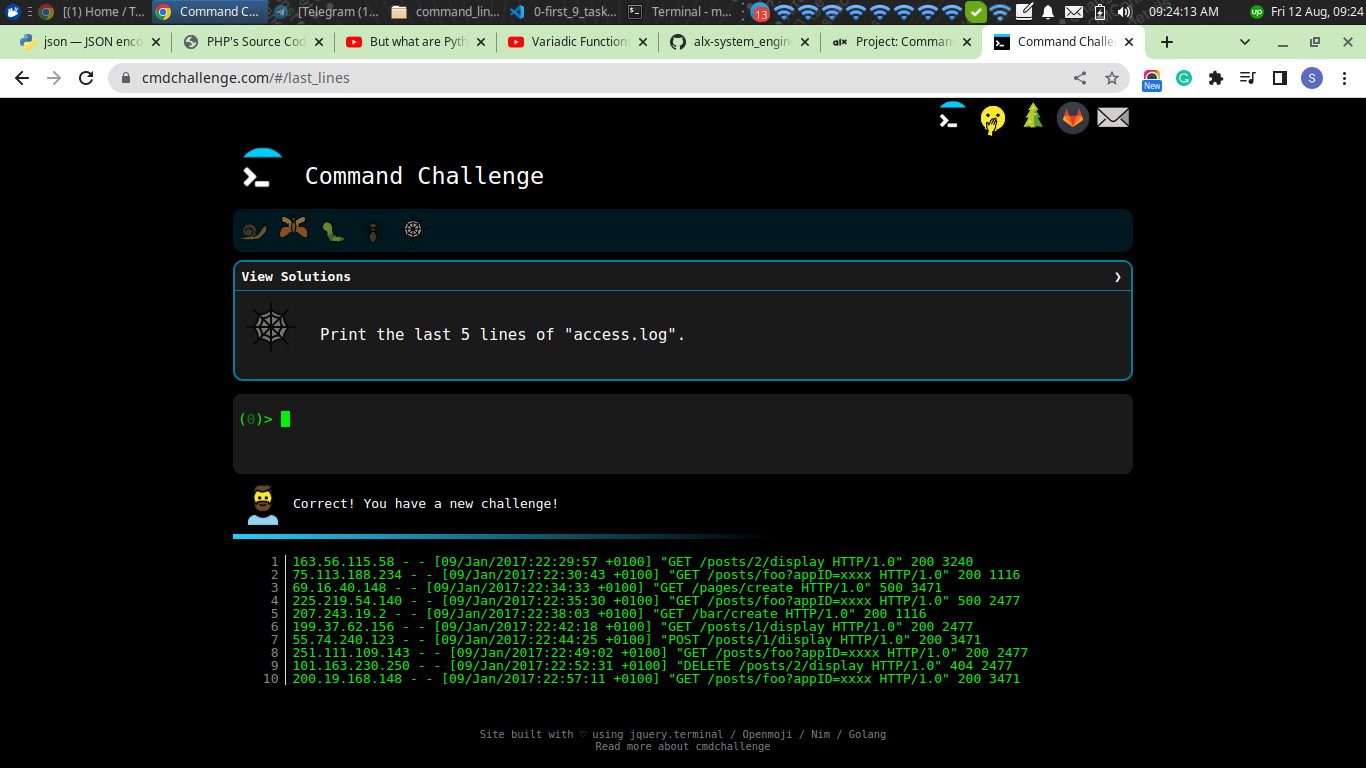 [(1) Home / T...
Command C...
[Telegram (1...
command_lin...
0-first_9_task...
Terminal - m...
13
09:24:13 AM
Fri 12 Aug, 09:24
json — JSON enco
PHP's Source Cod
But what are Pyth
Variadic Functions
alx-system_engin
Project: Comman
Command Challen
cmdchallenge.com/#/last_lines
New
S
Command Challenge
View Solutions
Print the last 5 lines of "access.log".
(0)>
Correct! You have a new challenge!
1 163.56.115.58 - - [09/Jan/2017:22:29:57 +0100] "GET /posts/2/display HTTP/1.0" 200 3240
2 75.113.188.234 - - [09/Jan/2017:22:30:43 +0100] "GET /posts/foo?appID=xxxx HTTP/1.0" 200 1116
3 69.16.40.148 - - [09/Jan/2017:22:34:33 +0100] "GET /pages/create HTTP/1.0" 500 3471
4 225.219.54.140 - - [09/Jan/2017:22:35:30 +0100] "GET /posts/foo?appID=xxxx HTTP/1.0" 500 2477
5 207.243.19.2 - - [09/Jan/2017:22:38:03 +0100] "GET /bar/create HTTP/1.0" 200 1116
6 199.37.62.156 - - [09/Jan/2017:22:42:18 +0100] "GET /posts/1/display HTTP/1.0" 200 2477
7 55.74.240.123 - - [09/Jan/2017:22:44:25 +0100] "POST /posts/1/display HTTP/1.0" 200 3471
8 251.111.109.143 - - [09/Jan/2017:22:49:02 +0100] "GET /posts/foo?appID=xxxx HTTP/1.0" 200 2477
9 101.163.230.250 - - [09/Jan/2017:22:52:31 +0100] "DELETE /posts/2/display HTTP/1.0" 404 2477
10 200.19.168.148 - - [09/Jan/2017:22:57:11 +0100] "GET /posts/foo?appID=xxxx HTTP/1.0" 200 3471
Site built with ♡ using jquery.terminal / Openmoji / Nim / Golang
Read more about cmdchallenge